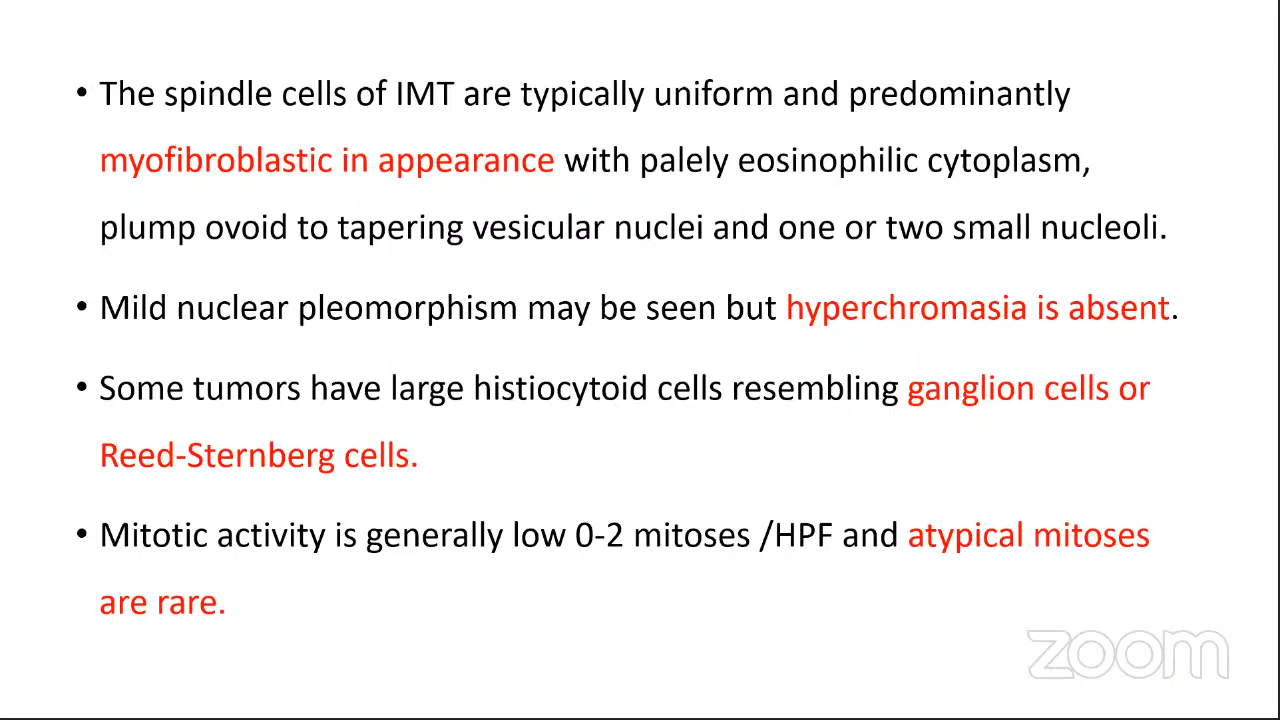 • The spindle cells of IMT are typically uniform and predominantly
myofibroblastic in appearance with palely eosinophilic cytoplasm,
plump ovoid to tapering vesicular nuclei and one or two small nucleoli.
• Mild nuclear pleomorphism may be seen but hyperchromasia is absent.
• Some tumors have large histiocytoid cells resembling ganglion cells or
Reed-Sternberg cells.
• Mitotic activity is generally low 0-2 mitoses /HPF and atypical mitoses
are rare.
zoom